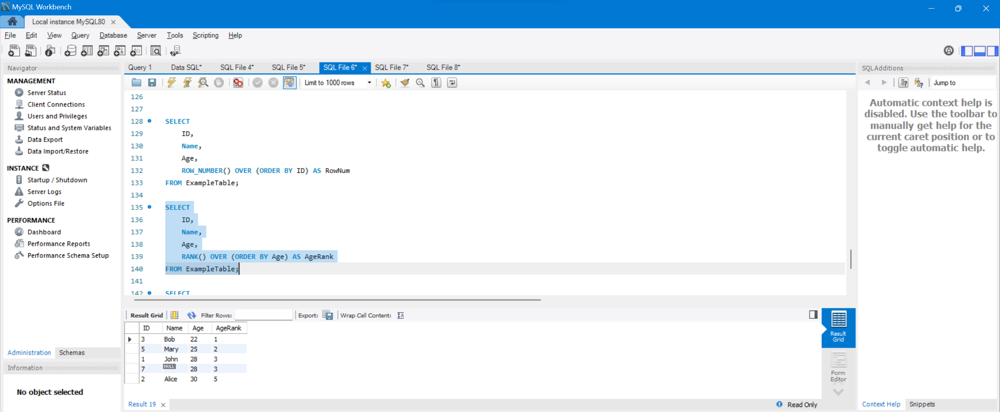 MySQL Workbench
Local instance MySQL80
File Edit View Query Database Server Tools Scripting Help
Navigator
MANAGEMENT
Server Status
Client Connections
Users and Privileges
Status and System Variables
Data Export
Data Import/Restore
INSTANCE
Startup / Shutdown
Server Logs
Options File
PERFORMANCE
Dashboard
Performance Reports
Performance Schema Setup
Administration Schemas
Information
No object selected
Query 1 Data SQL* SQL File 4* SQL File 5* SQL File 6* SQL File 7* SQL File 8*
Limit to 1000 rows
126
127
128 SELECT
129 ID,
130 Name,
131 Age,
132 ROW_NUMBER() OVER (ORDER BY ID) AS RowNum
133 FROM ExampleTable;
134
135 SELECT
136 ID,
137 Name,
138 Age,
139 RANK() OVER (ORDER BY Age) AS AgeRank
140 FROM ExampleTable;
141
142 SELECT
Result Grid Filter Rows: Export: Wrap Cell Content:
ID Name Age AgeRank
3 Bob 22 1
5 Mary 25 2
1 John 28 3
7 NULL 28 3
2 Alice 30 5
Result Grid
Form Editor
Result 19
Read Only
SQLAdditions
Jump to
Automatic context help is
disabled. Use the toolbar to
manually get help for the
current caret position or to
toggle automatic help.
Context Help Snippets